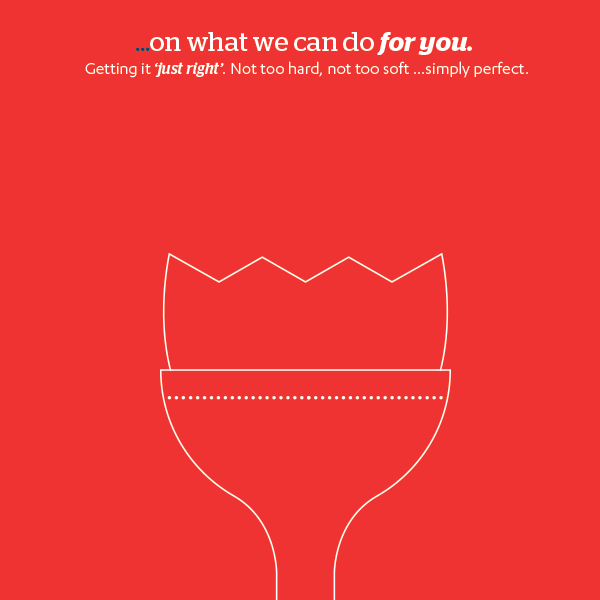 ...on what we can do for you.
Getting it ‘just right’. Not too hard, not too soft ...simply perfect.